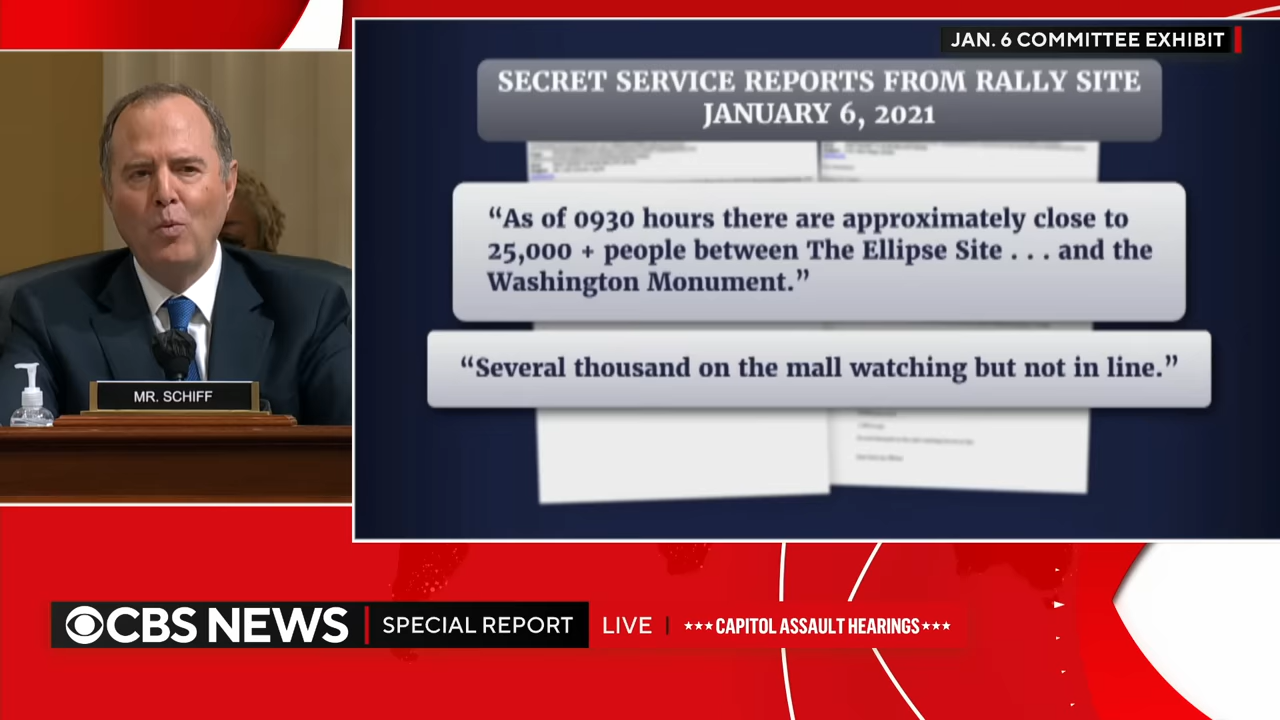 JAN. 6 COMMITTEE EXHIBIT
SECRET SERVICE REPORTS FROM RALLY SITE
JANUARY 6, 2021
“As of 0930 hours there are approximately close to
25,000 + people between The Ellipse Site . . . and the
Washington Monument.”
“Several thousand on the mall watching but not in line.”
MR. SCHIFF
CBS NEWS
SPECIAL REPORT
LIVE
★★★CAPITOL ASSAULT HEARINGS★★★